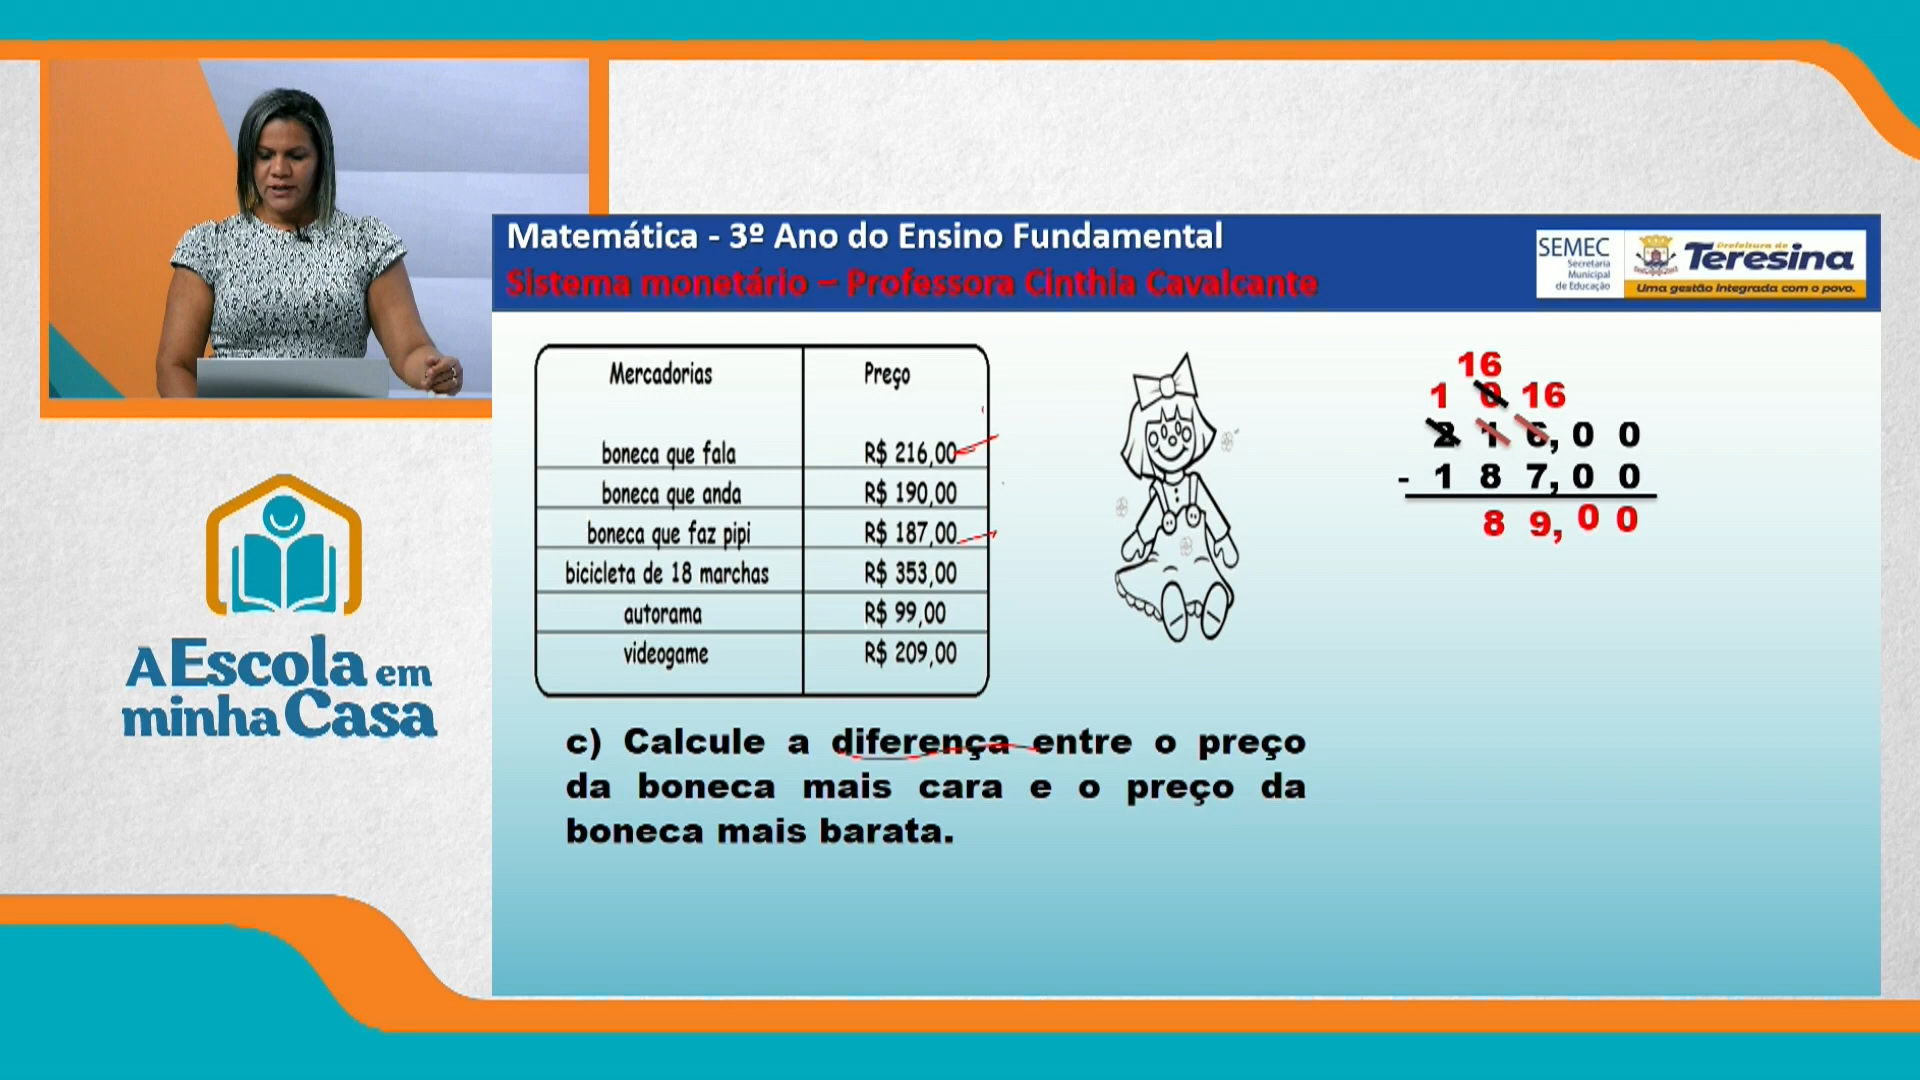 Matemática - 3º Ano do Ensino Fundamental
Sistema monetário – Professora Cinthia Cavalcante
SEMEC
Secretaria
Municipal
de Educação
Prefeitura de
Teresina
Uma gestão integrada com o povo.
Mercadorias Preço
boneca que fala R$ 216,00
boneca que anda R$ 190,00
boneca que faz pipi R$ 187,00
bicicleta de 18 marchas R$ 353,00
autorama R$ 99,00
videogame R$ 209,00
16
1 0 16
2 1 6, 0 0
- 1 8 7, 0 0
8 9, 0 0
c) Calcule a diferença entre o preço
da boneca mais cara e o preço da
boneca mais barata.
A Escola em
minha Casa